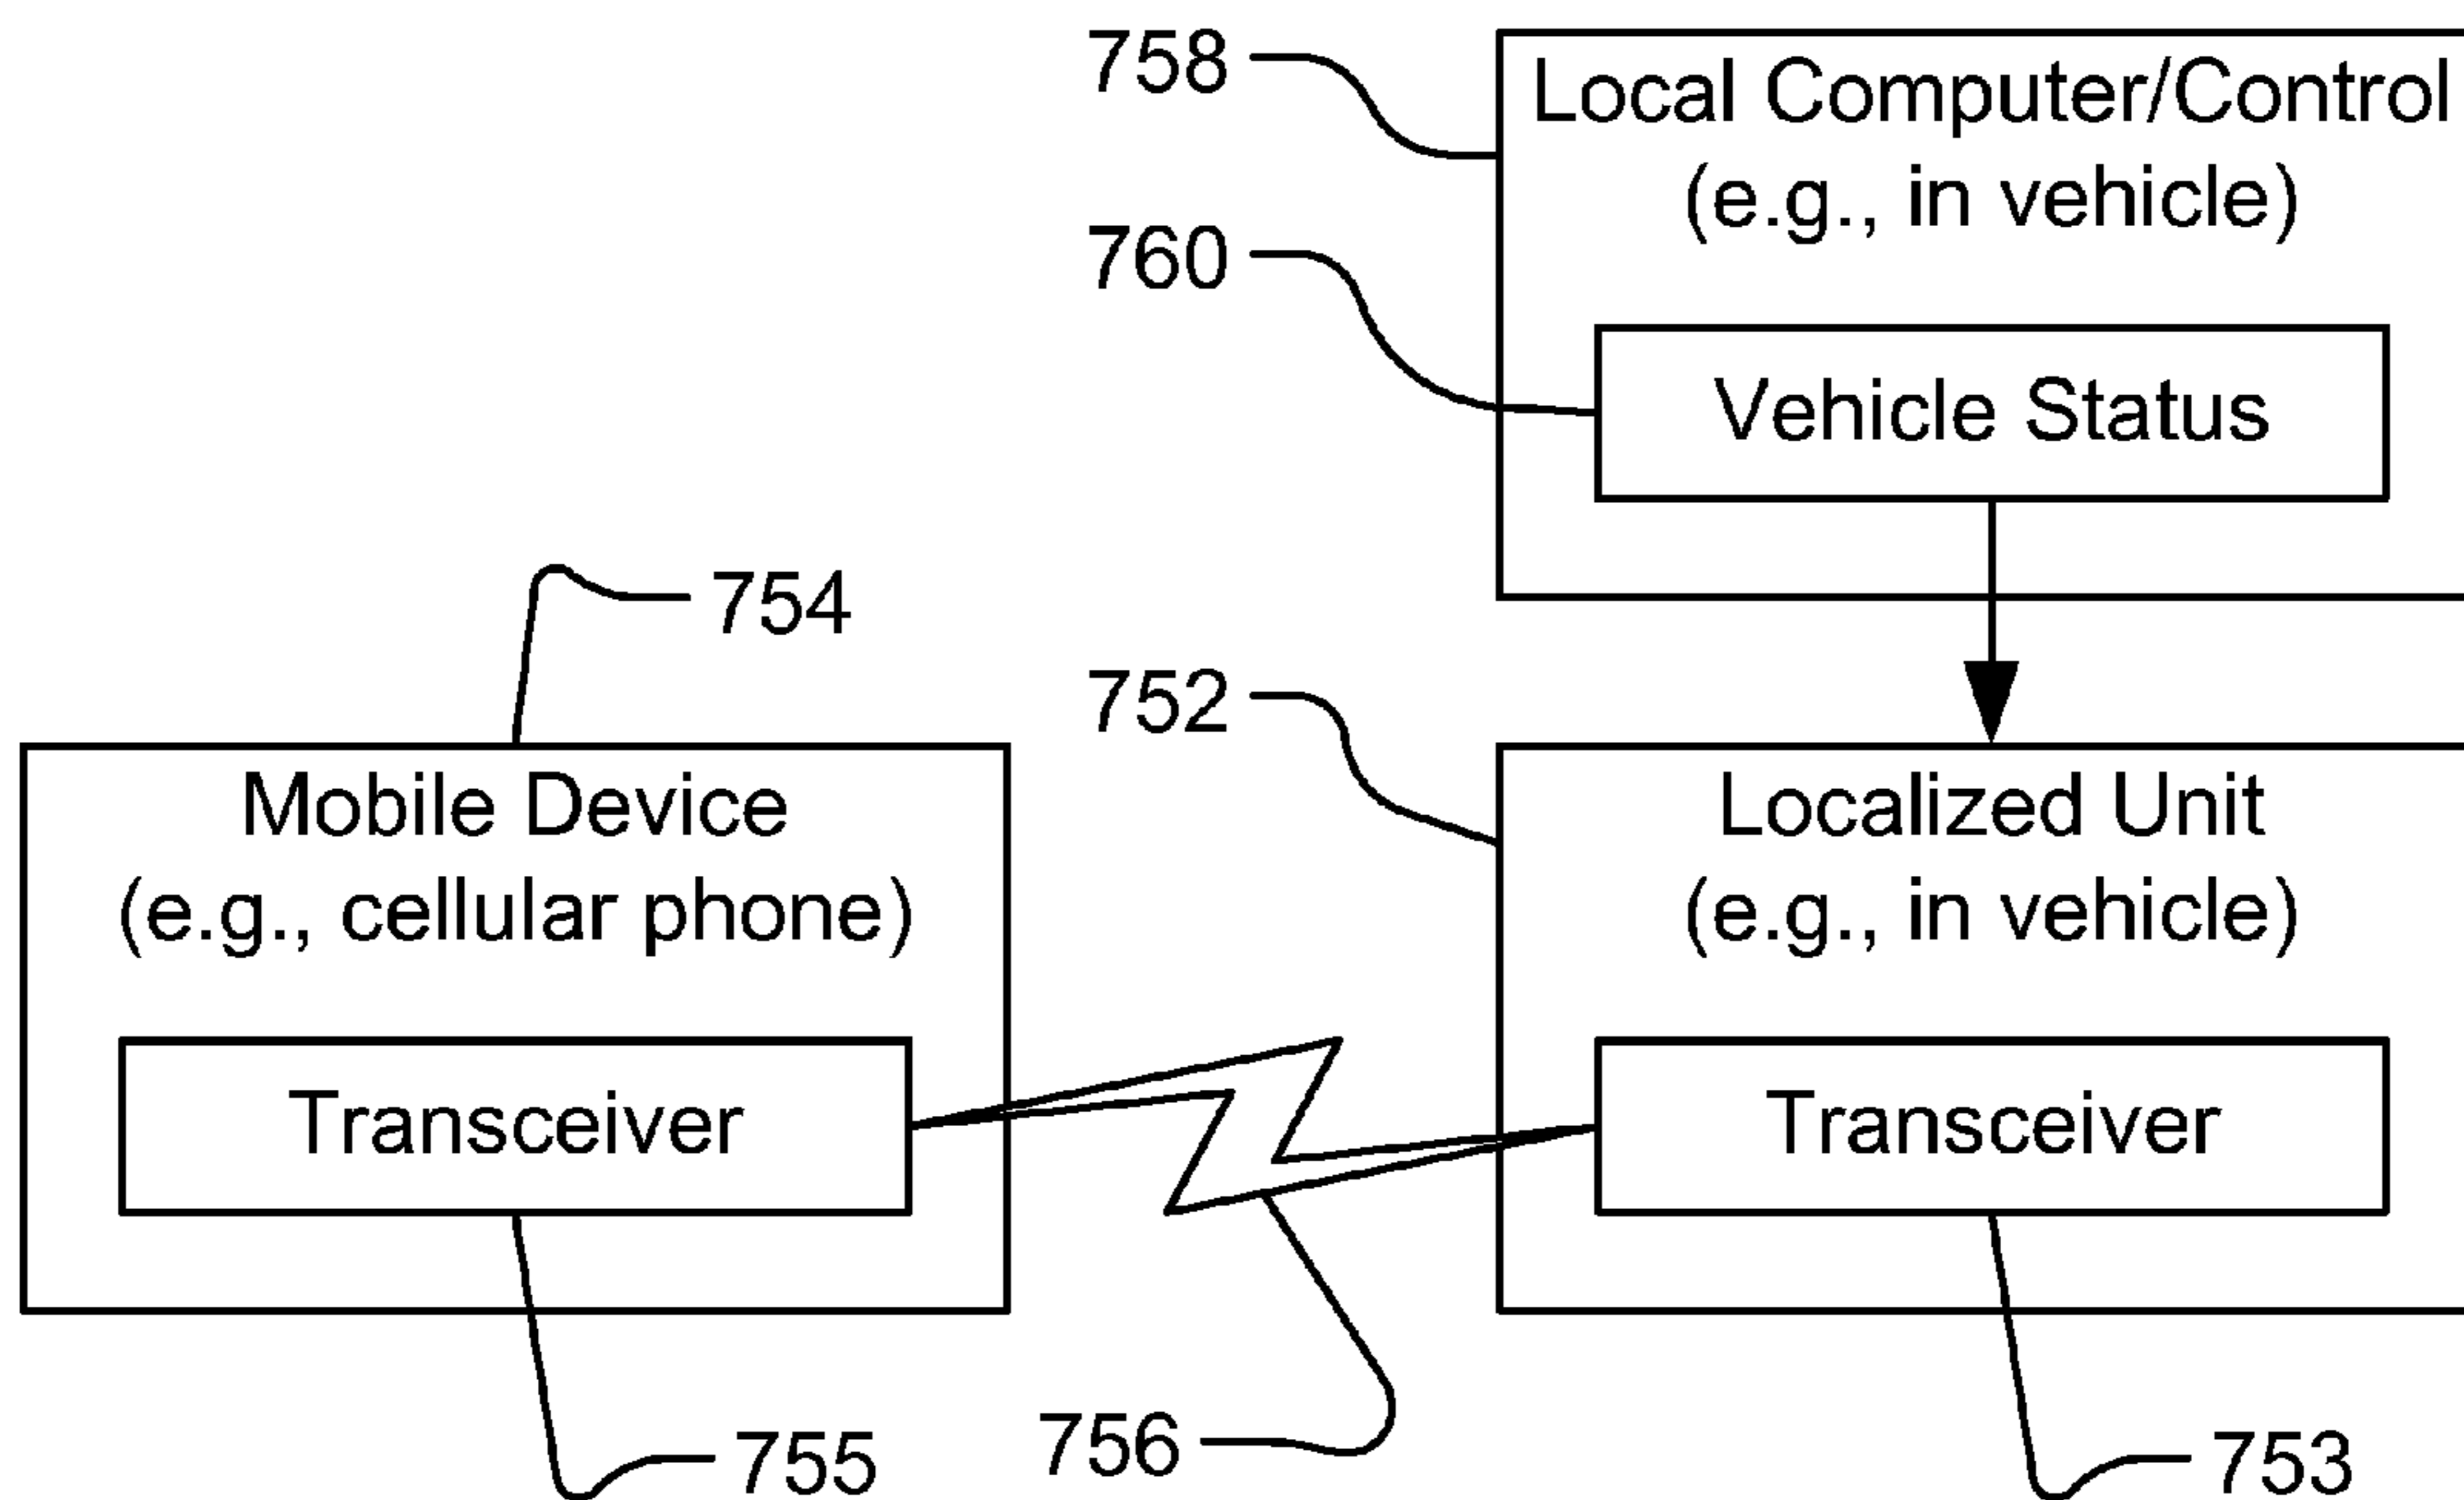 758
Local Computer/Control
(e.g., in vehicle)
760
Vehicle Status
754
752
Mobile Device
(e.g., cellular phone)
Localized Unit
(e.g., in vehicle)
Transceiver
Transceiver
756
755
753